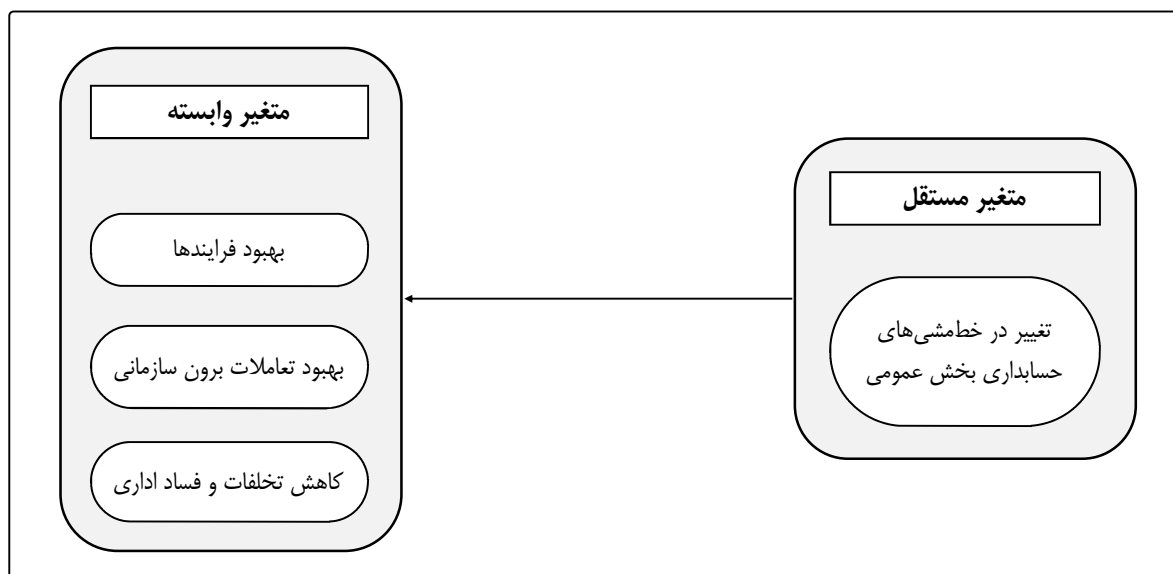 متغیر مستقل
تغییر در خط‌مشی‌های
حسابداری بخش عمومی
متغیر وابسته
بهبود فرایندها
بهبود تعاملات برون سازمانی
کاهش تخلفات و فساد اداری